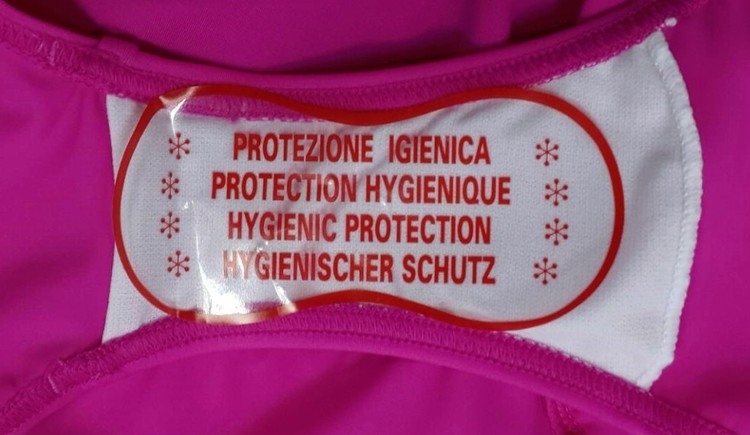 * PROTEZIONE IGIENICA *
* PROTECTION HYGIENIQUE *
* HYGIENIC PROTECTION *
* HYGIENISCHER SCHUTZ *